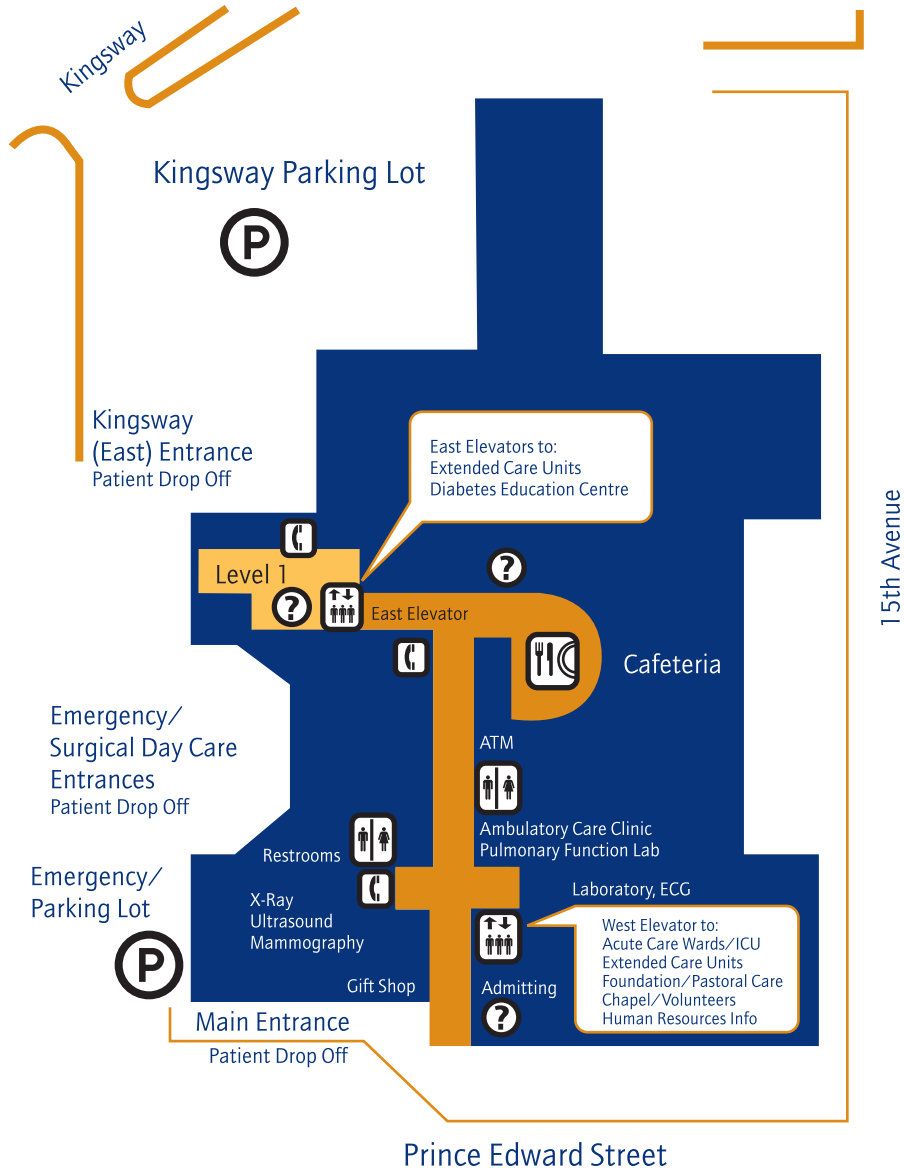 Kingsway
Kingsway Parking Lot
P
Kingsway
(East) Entrance
Patient Drop Off
East Elevators to:
Extended Care Units
Diabetes Education Centre
15th Avenue
Level 1
?
?
East Elevator
Cafeteria
Emergency/
Surgical Day Care
Entrances
Patient Drop Off
ATM
Ambulatory Care Clinic
Pulmonary Function Lab
Restrooms
Emergency/
Parking Lot
P
X-Ray
Ultrasound
Mammography
Laboratory, ECG
West Elevator to:
Acute Care Wards/ICU
Extended Care Units
Foundation/Pastoral Care
Chapel/Volunteers
Human Resources Info
Gift Shop
Admitting
?
Main Entrance
Patient Drop Off
Prince Edward Street